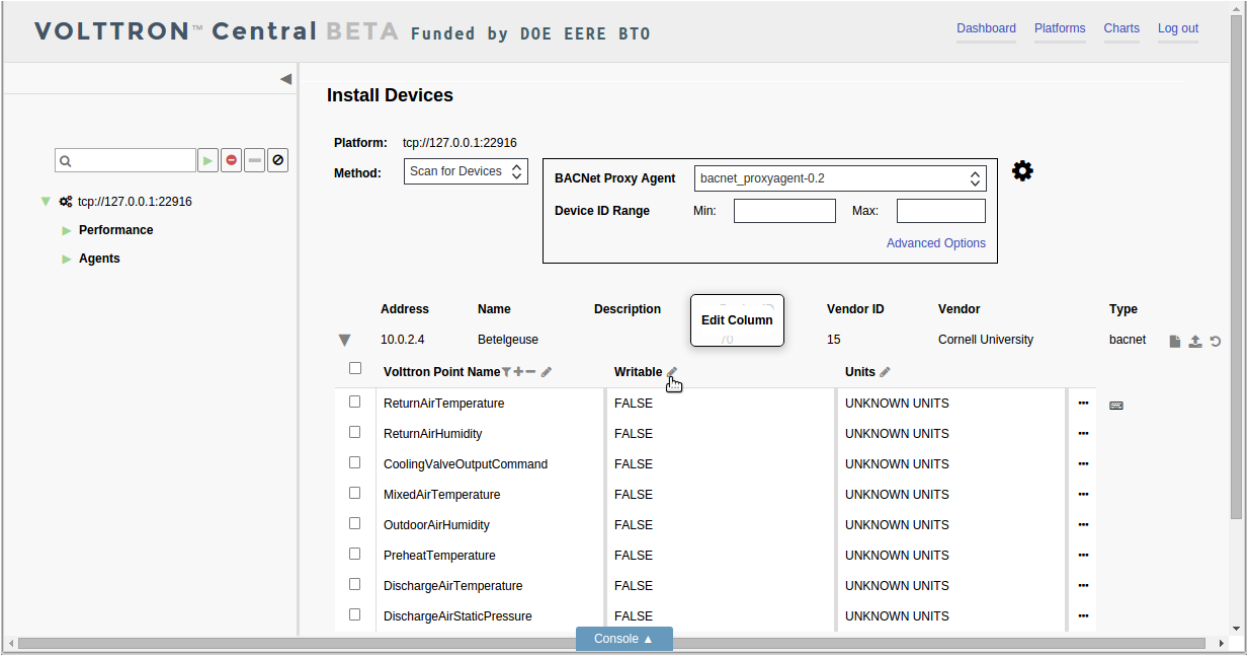 VOLTTRON™ Central BETA Funded by DOE EERE BTO
Dashboard Platforms Charts Log out
Install Devices
Platform: tcp://127.0.0.1:22916
Method: Scan for Devices
BACNet Proxy Agent bacnet_proxyagent-0.2
Device ID Range Min: Max:
Advanced Options
tcp://127.0.0.1:22916
Performance
Agents
Address Name Description Vendor ID Vendor Type
Edit Column
10.0.2.4 Betelgeuse 70 15 Cornell University bacnet
Volttron Point Name Writable Units
ReturnAirTemperature FALSE UNKNOWN UNITS
ReturnAirHumidity FALSE UNKNOWN UNITS
CoolingValveOutputCommand FALSE UNKNOWN UNITS
MixedAirTemperature FALSE UNKNOWN UNITS
OutdoorAirHumidity FALSE UNKNOWN UNITS
PreheatTemperature FALSE UNKNOWN UNITS
DischargeAirTemperature FALSE UNKNOWN UNITS
DischargeAirStaticPressure FALSE UNKNOWN UNITS
Console ▲